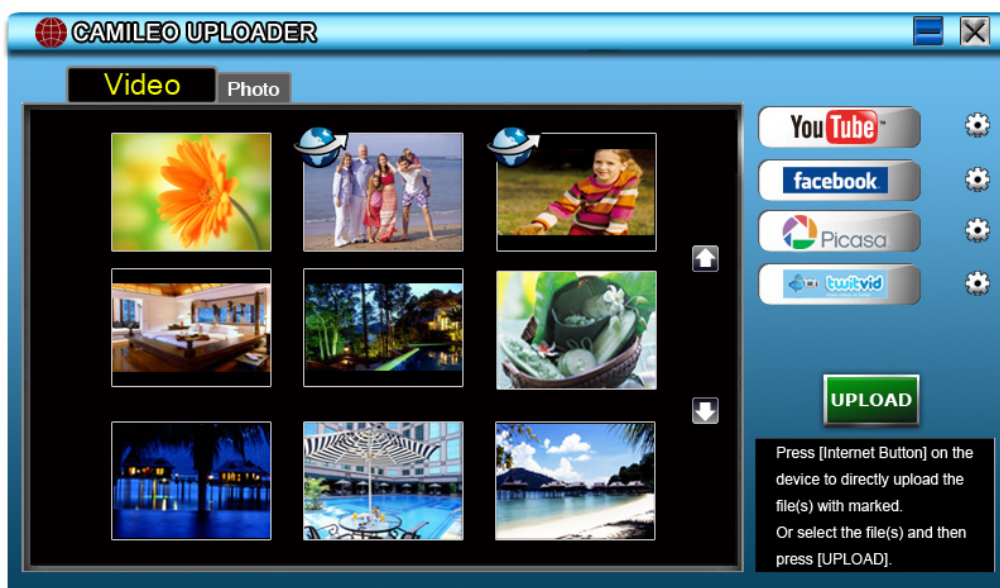 CAMILEO UPLOADER
Video
Photo
YouTube™
facebook
Picasa
twitvid
UPLOAD
Press [Internet Button] on the
device to directly upload the
file(s) with marked.
Or select the file(s) and then
press [UPLOAD].